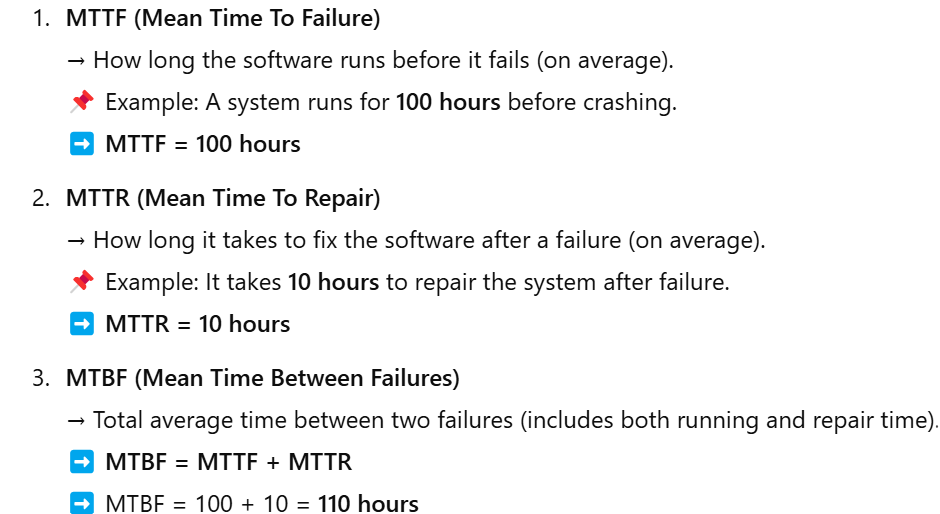 1. MTTF (Mean Time To Failure)
→ How long the software runs before it fails (on average).
📌 Example: A system runs for 100 hours before crashing.
➡️ MTTF = 100 hours
2. MTTR (Mean Time To Repair)
→ How long it takes to fix the software after a failure (on average).
📌 Example: It takes 10 hours to repair the system after failure.
➡️ MTTR = 10 hours
3. MTBF (Mean Time Between Failures)
→ Total average time between two failures (includes both running and repair time).
➡️ MTBF = MTTF + MTTR
➡️ MTBF = 100 + 10 = 110 hours